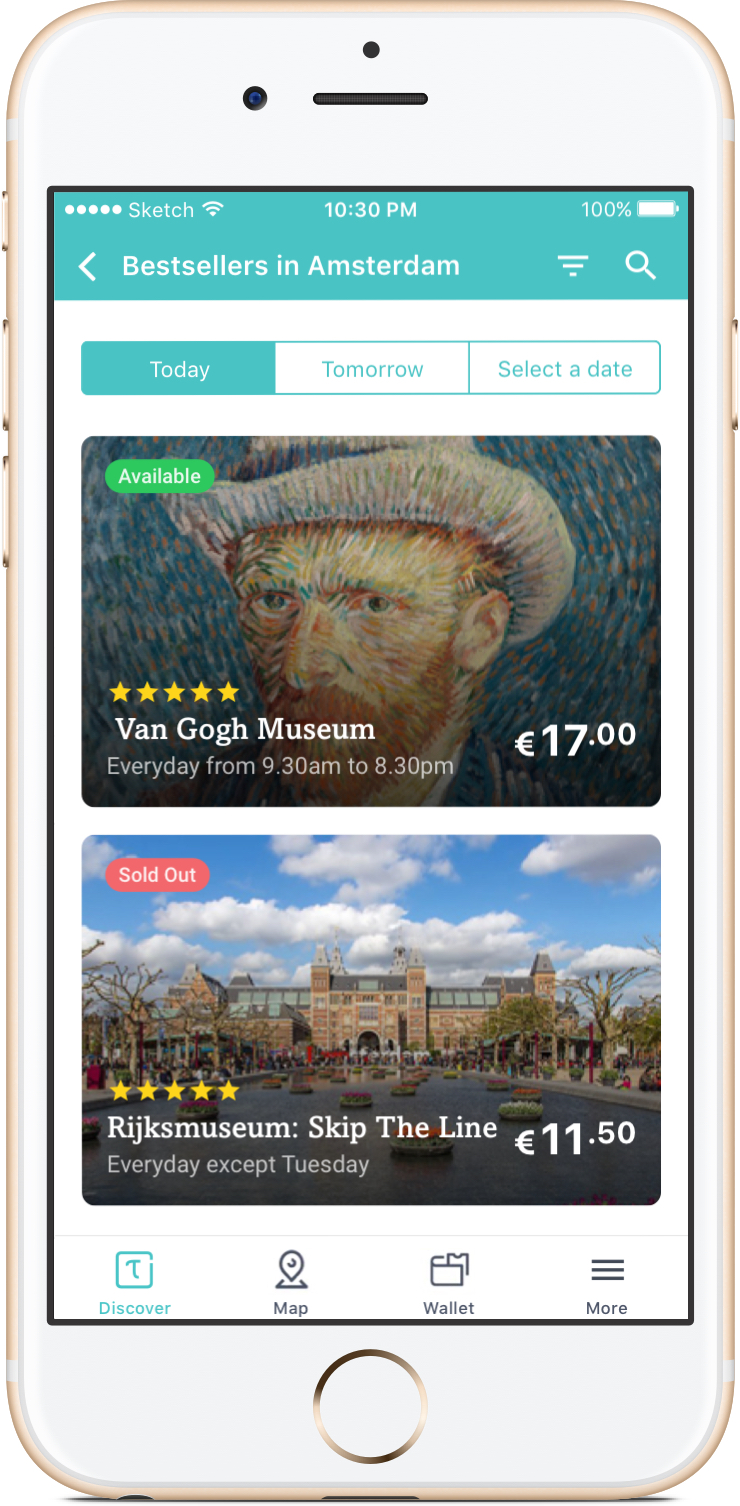 Sketch 10:30 PM 100%
Bestsellers in Amsterdam
Today Tomorrow Select a date
Available
Van Gogh Museum
€17.00
Everyday from 9.30am to 8.30pm
Sold Out
Rijksmuseum: Skip The Line
€11.50
Everyday except Tuesday
Discover Map Wallet More